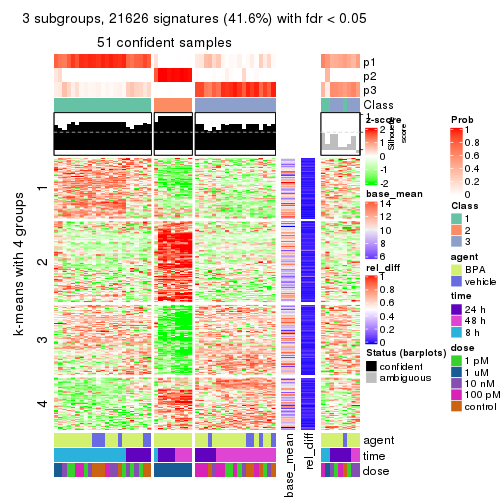 3 subgroups, 21626 signatures (41.6%) with fdr < 0.05
51 confident samples
p1
p2
p3
Class
Silhouette
score
k-means with 4 groups
1
2
3
4
base_mean
rel_diff
agent
time
dose
z-score
2
1
0
-1
-2
base_mean
14
12
10
8
6
rel_diff
1
0.8
0.6
0.4
0.2
0
Status (barplots)
confident
ambiguous
Prob
1
0.8
0.6
0.4
0.2
0
Class
1
2
3
agent
BPA
vehicle
time
24 h
48 h
8 h
dose
1 pM
1 uM
10 nM
100 pM
control